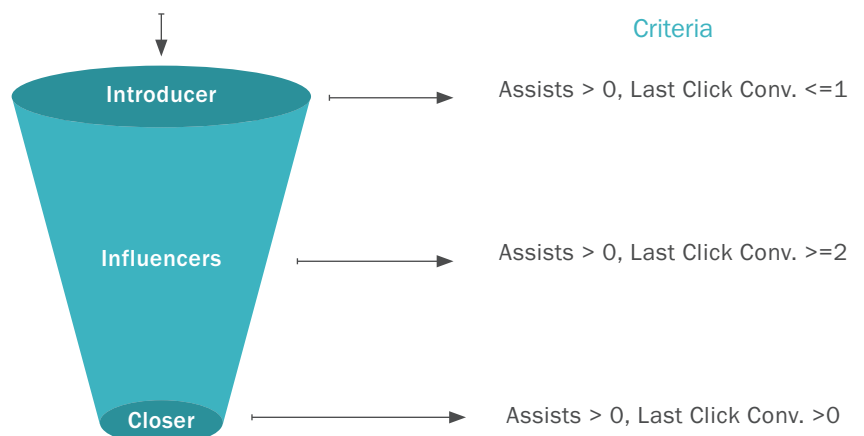 Criteria
Introducer
Assists > 0, Last Click Conv. <=1
Influencers
Assists > 0, Last Click Conv. >=2
Closer
Assists > 0, Last Click Conv. >0